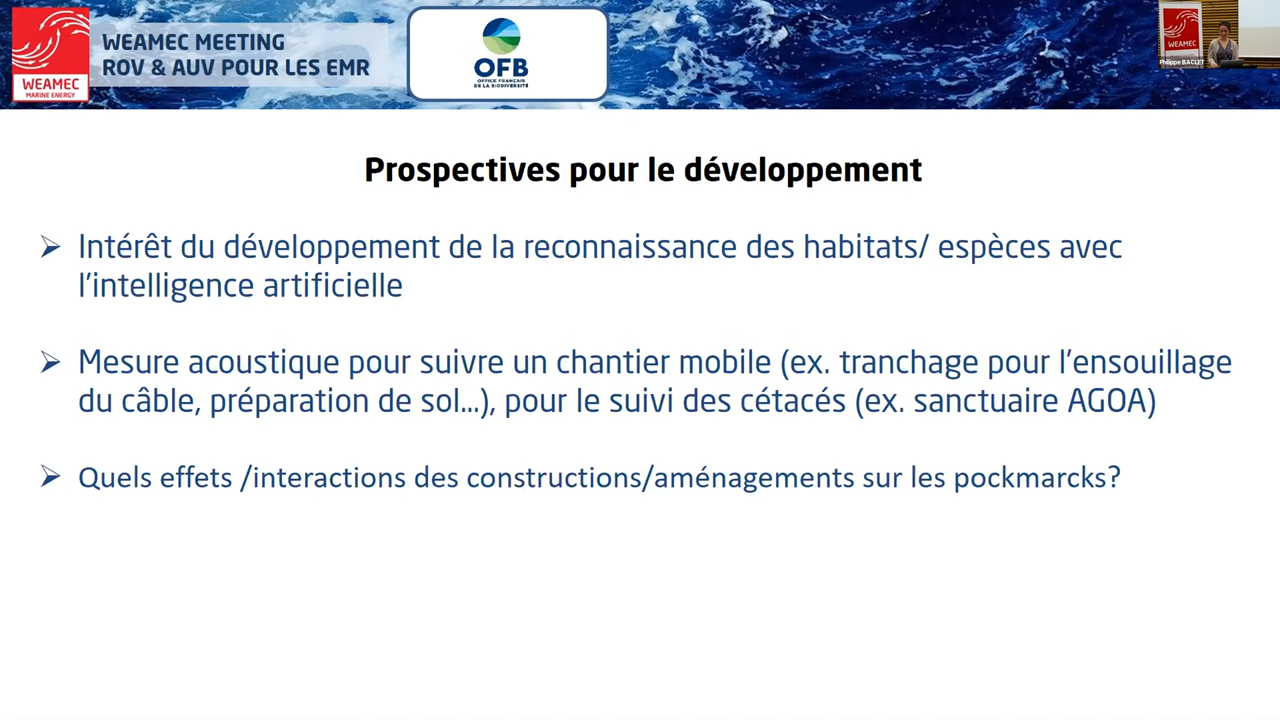 WEAMEC
MARINE ENERGY
WEAMEC MEETING
ROV & AUV POUR LES EMR
OFB
OFFICE FRANÇAIS
DE LA BIODIVERSITÉ
WEAMEC
Philippe BACLET
Prospectives pour le développement
➢ Intérêt du développement de la reconnaissance des habitats/ espèces avec
l'intelligence artificielle
➢ Mesure acoustique pour suivre un chantier mobile (ex. tranchage pour l'ensouillage
du câble, préparation de sol...), pour le suivi des cétacés (ex. sanctuaire AGOA)
➢ Quels effets /interactions des constructions/aménagements sur les pockmarcks?